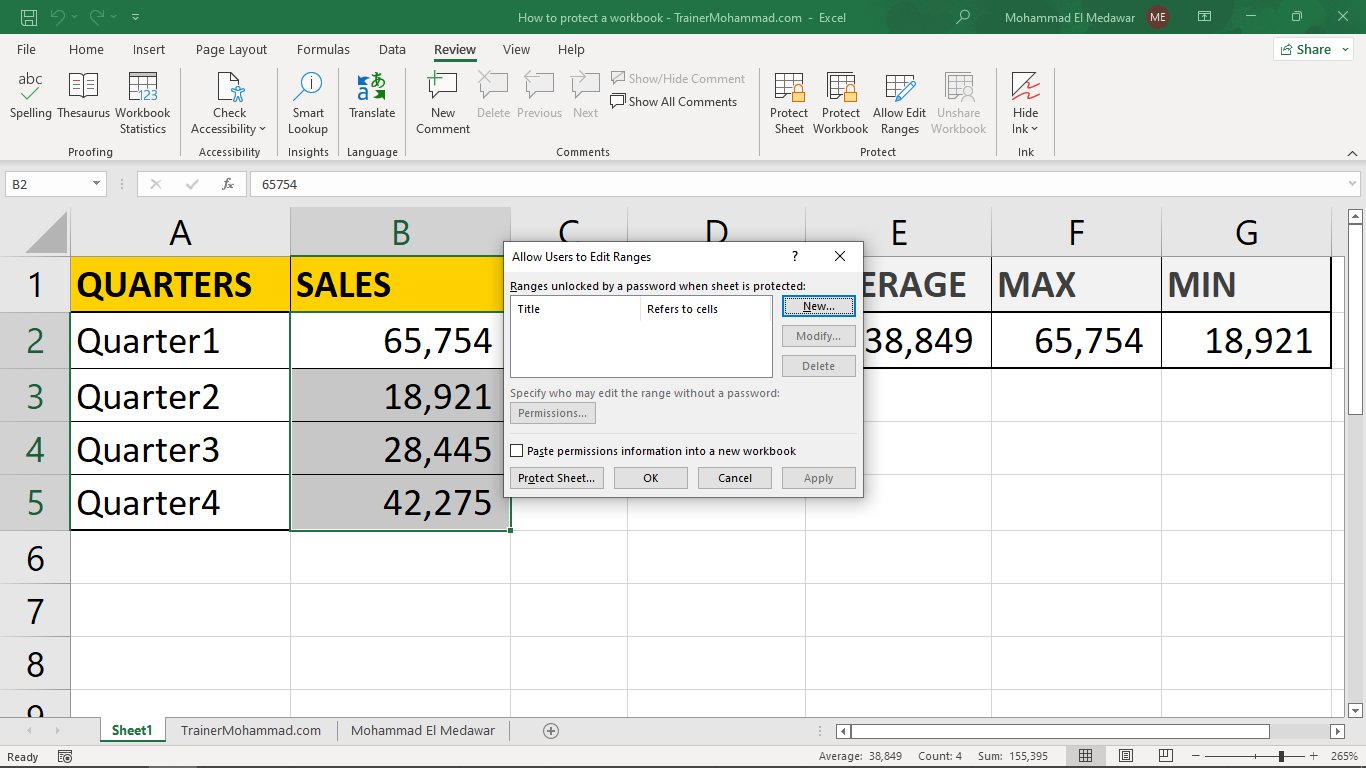 How to protect a workbook - TrainerMohammad.com - Excel
Mohammad El Medawar ME
File Home Insert Page Layout Formulas Data Review View Help Share
abc
Spelling Thesaurus Workbook Statistics
Proofing
Check Accessibility
Accessibility
Smart Lookup
Insights
Translate
Language
New Comment Delete Previous Next
Show/Hide Comment
Show All Comments
Comments
Protect Sheet Protect Workbook Allow Edit Ranges Unshare Workbook
Protect
Hide Ink
Ink
B2 fx 65754
A B C D E F G
1 QUARTERS SALES ERAGE MAX MIN
2 Quarter1 65,754 38,849 65,754 18,921
3 Quarter2 18,921
4 Quarter3 28,445
5 Quarter4 42,275
6
7
8
9
Allow Users to Edit Ranges ?
Ranges unlocked by a password when sheet is protected:
Title Refers to cells
New...
Modify...
Delete
Specify who may edit the range without a password:
Permissions...
Paste permissions information into a new workbook
Protect Sheet... OK Cancel Apply
Sheet1 TrainerMohammad.com Mohammad El Medawar
Ready Average: 38,849 Count: 4 Sum: 155,395 265%